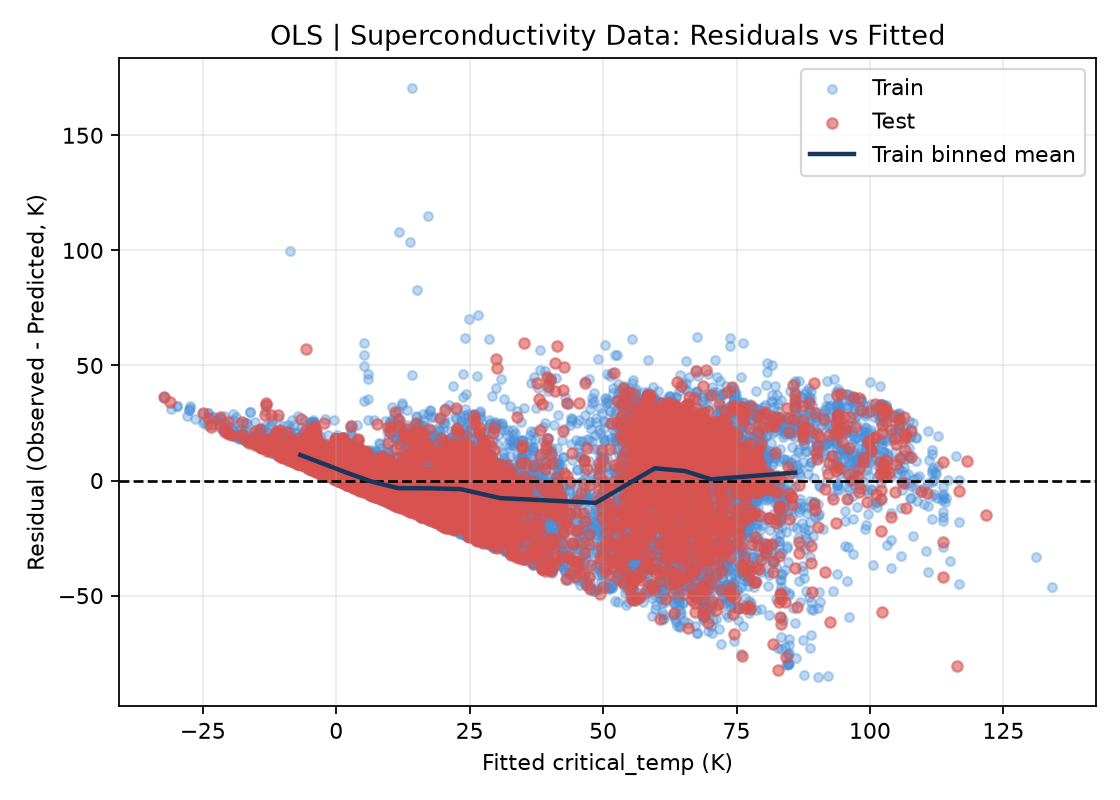 OLS | Superconductivity Data: Residuals vs Fitted
Train
Test
Train binned mean
Residual (Observed - Predicted, K)
150
100
50
0
−50
−25
0
25
50
75
100
125
Fitted critical_temp (K)